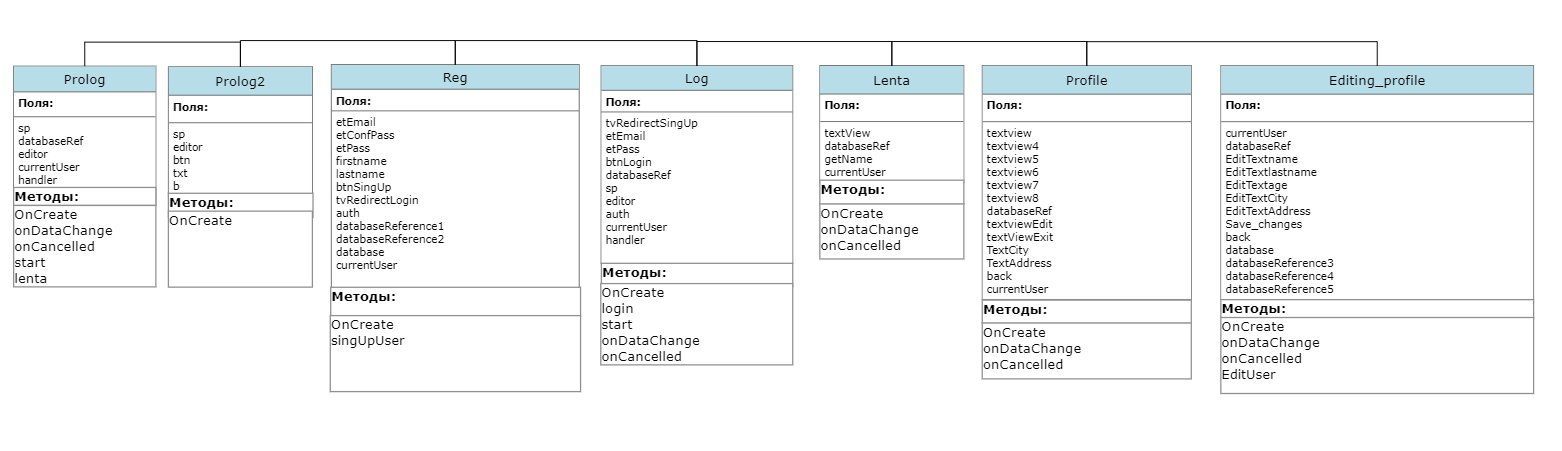 Prolog
Поля:
sp
databaseRef
editor
currentUser
handler
Методы:
OnCreate
onDataChange
onCancelled
start
lenta
Prolog2
Поля:
sp
editor
btn
txt
b
Методы:
OnCreate
Reg
Поля:
etEmail
etConfPass
etPass
firstname
lastname
btnSingUp
tvRedirectLogin
auth
databaseReference1
databaseReference2
database
currentUser
Методы:
OnCreate
singUpUser
Log
Поля:
tvRedirectSingUp
etEmail
etPass
btnLogin
databaseRef
sp
editor
auth
currentUser
handler
Методы:
OnCreate
login
start
onDataChange
onCancelled
Lenta
Поля:
textView
databaseRef
getName
currentUser
Методы:
OnCreate
onDataChange
onCancelled
Profile
Поля:
textview
textview4
textview5
textview6
textview7
textview8
databaseRef
textviewEdit
textViewExit
TextCity
TextAddress
back
currentUser
Методы:
OnCreate
onDataChange
onCancelled
Editing_profile
Поля:
currentUser
databaseRef
EditTextname
EditTextlastname
EditTextage
EditTextCity
EditTextAddress
Save_changes
back
database
databaseReference3
databaseReference4
databaseReference5
Методы:
OnCreate
onDataChange
onCancelled
EditUser